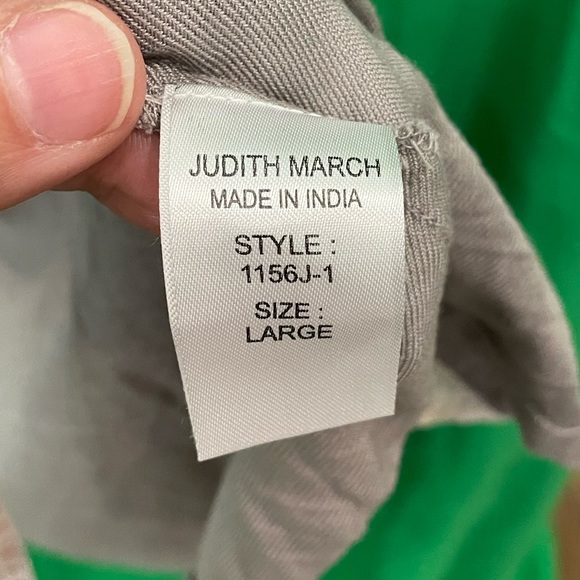 JUDITH MARCH
MADE IN INDIA
STYLE :
1156J-1
SIZE :
LARGE